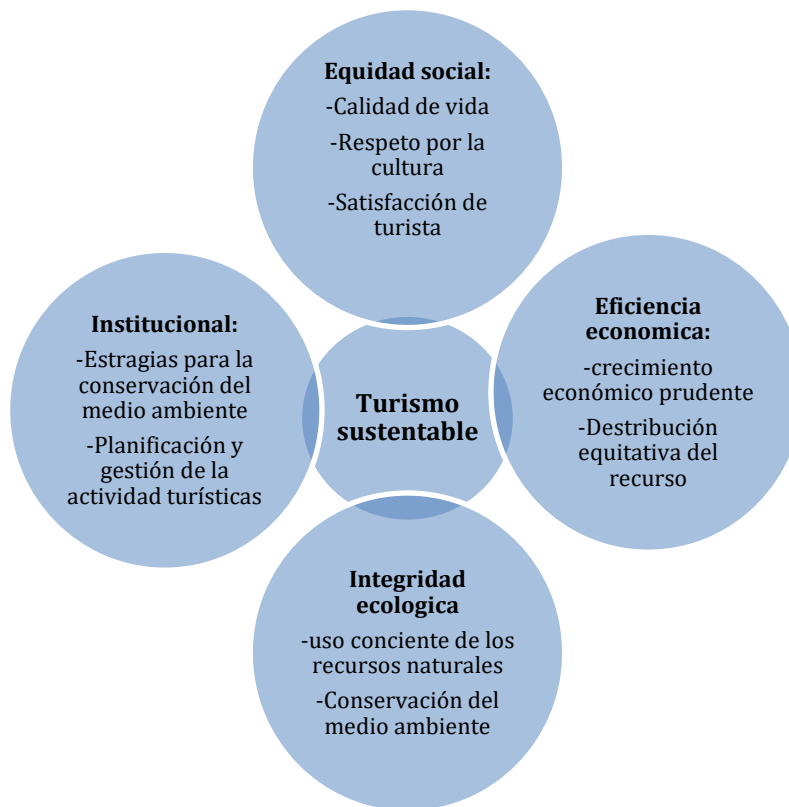 Equidad social:
-Calidad de vida
-Respeto por la
cultura
-Satisfacción de
turista
Institucional:
-Estragias para la
conservación del
medio ambiente
-Planificación y
gestión de la
actividad turísticas
Turismo
sustentable
Eficiencia
economica:
-crecimiento
económico prudente
-Destribución
equitativa del
recurso
Integridad
ecologica
-uso conciente de los
recursos naturales
-Conservación del
medio ambiente